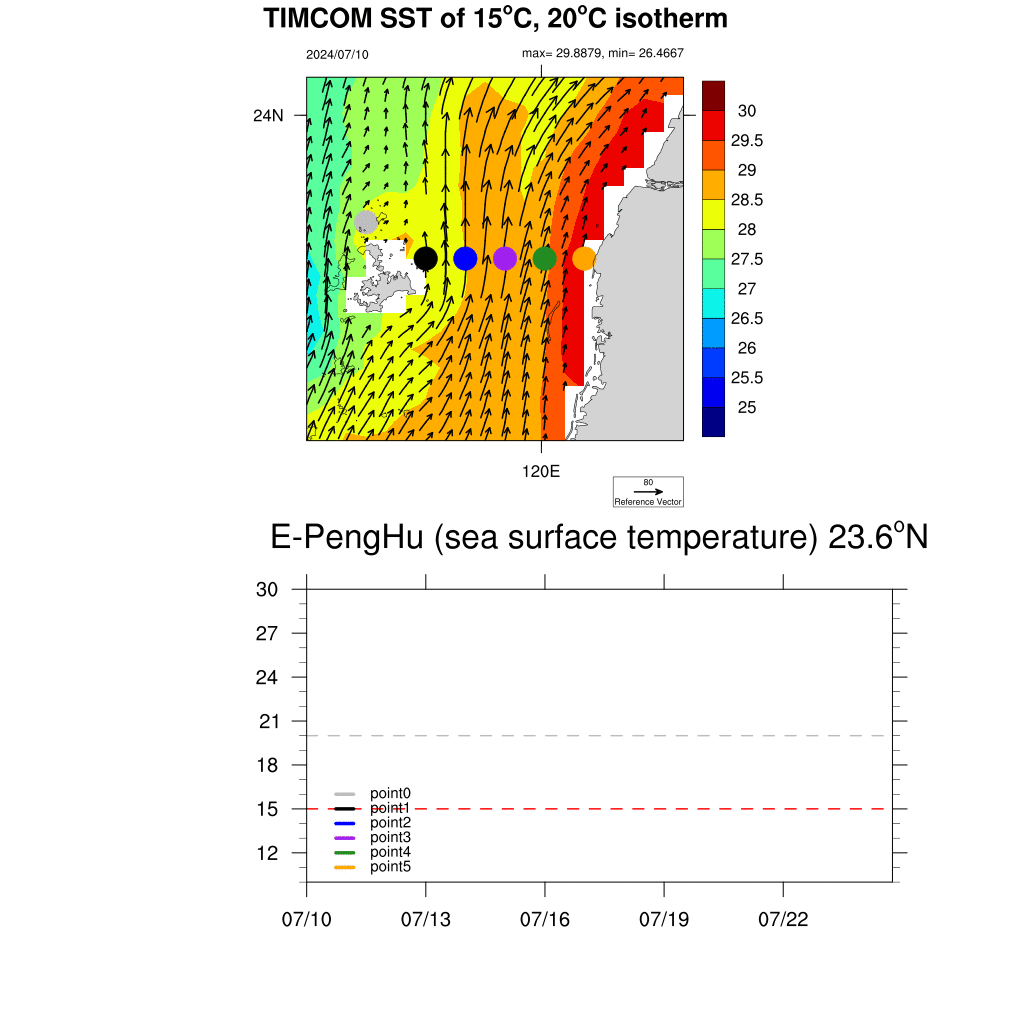 TIMCOM SST of 15°C, 20°C isotherm
2024/07/10 max= 29.8879, min= 26.4667
24N
30
29.5
29
28.5
28
27.5
27
26.5
26
25.5
25
120E
80
Reference Vector
E-PengHu (sea surface temperature) 23.6°N
30
27
24
21
18
15
12
point0
point1
point2
point3
point4
point5
07/10 07/13 07/16 07/19 07/22